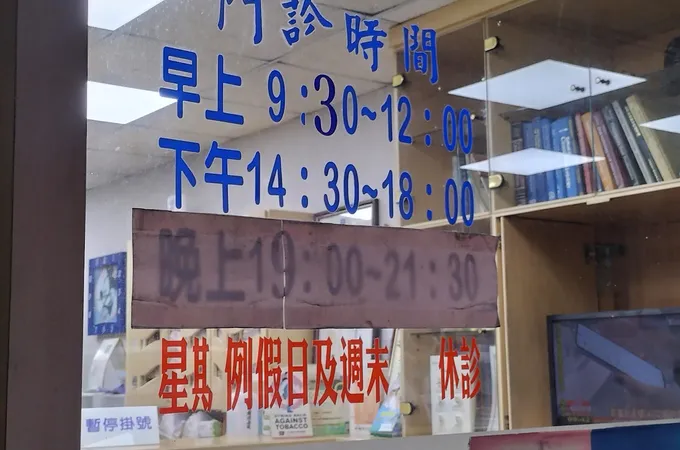 門診時間
早上 9:30~12:00
下午14:30~18:00
晚上19:00~21:30
星期 例假日及週末 休診
暫停掛號
AGAINST
TOBACCO